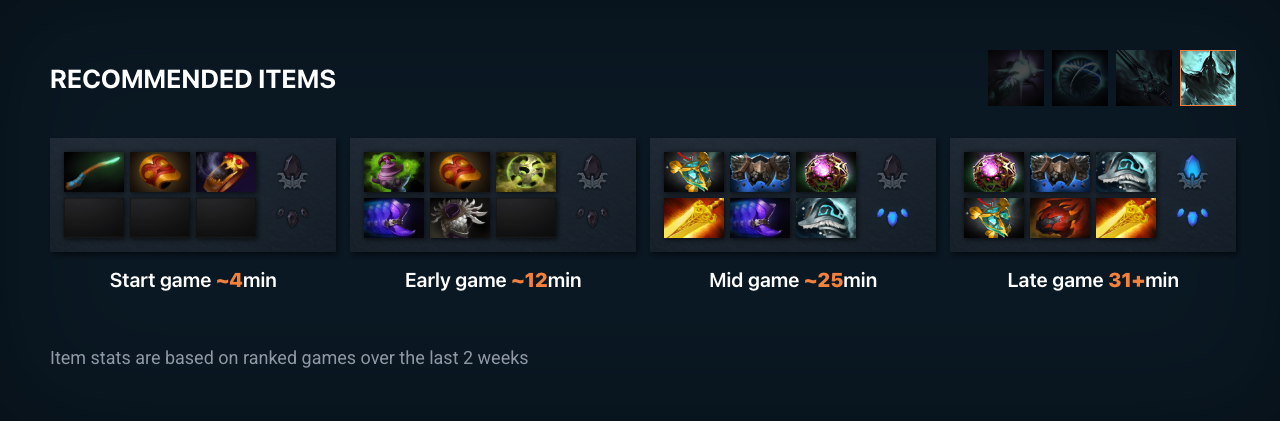 RECOMMENDED ITEMS
Start game ~4min
Early game ~12min
Mid game ~25min
Late game 31+min
Item stats are based on ranked games over the last 2 weeks